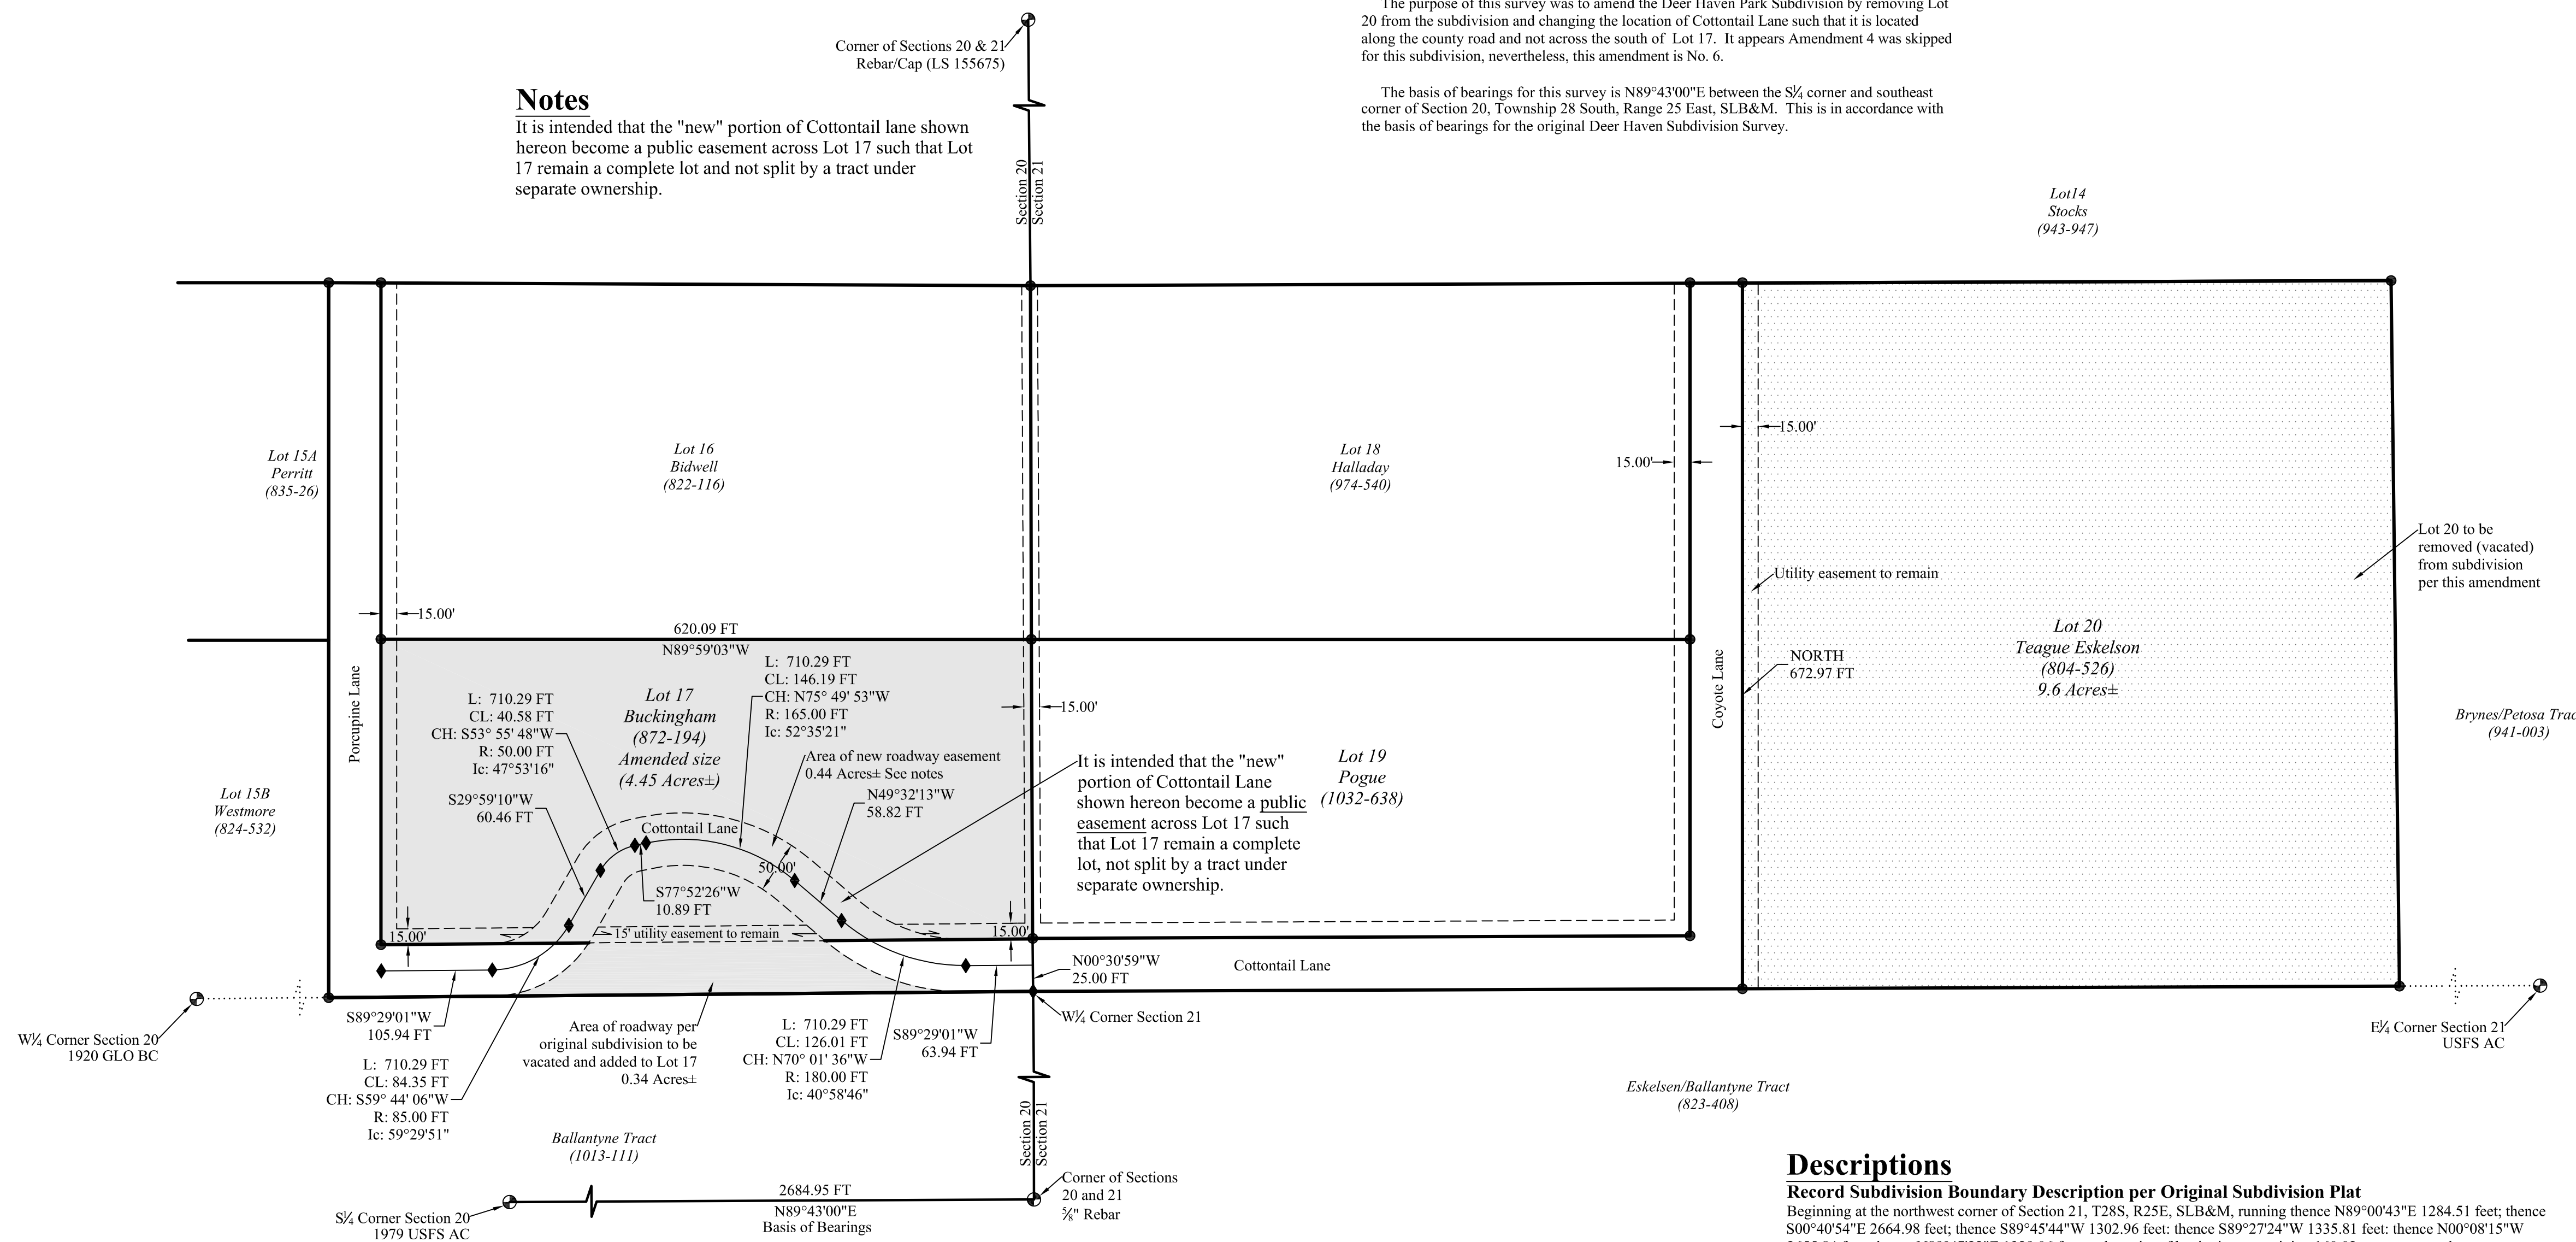 The purpose of this survey was to amend the Deer Haven Park Subdivision by removing Lot
20 from the subdivision and changing the location of Cottontail Lane such that it is located
along the county road and not across the south of Lot 17. It appears Amendment 4 was skipped
for this subdivision, nevertheless, this amendment is No. 6.
The basis of bearings for this survey is N89°43'00"E between the S¼ corner and southeast
corner of Section 20, Township 28 South, Range 25 East, SLB&M. This is in accordance with
the basis of bearings for the original Deer Haven Subdivision Survey.
Corner of Sections 20 & 21
Rebar/Cap (LS 155675)
Notes
It is intended that the "new" portion of Cottontail lane shown
hereon become a public easement across Lot 17 such that Lot
17 remain a complete lot and not split by a tract under
separate ownership.
Section 20
Section 21
Lot14
Stocks
(943-947)
Lot 15A
Perritt
(835-26)
Lot 16
Bidwell
(822-116)
Lot 18
Halladay
(974-540)
15.00'
15.00'
Lot 20 to be
removed (vacated)
from subdivision
per this amendment
Utility easement to remain
15.00'
620.09 FT
N89°59'03"W
Lot 20
Teague Eskelson
(804-526)
9.6 Acres±
NORTH
672.97 FT
Porcupine Lane
Coyote Lane
L: 710.29 FT
CL: 40.58 FT
CH: S53° 55' 48"W
R: 50.00 FT
Ic: 47°53'16"
Lot 17
Buckingham
(872-194)
Amended size
(4.45 Acres±)
L: 710.29 FT
CL: 146.19 FT
CH: N75° 49' 53"W
R: 165.00 FT
Ic: 52°35'21"
15.00'
Brynes/Petosa Trac
(941-003)
Area of new roadway easement
0.44 Acres± See notes
N49°32'13"W
58.82 FT
It is intended that the "new"
portion of Cottontail Lane
shown hereon become a public
easement across Lot 17 such
that Lot 17 remain a complete
lot, not split by a tract under
separate ownership.
Lot 19
Pogue
(1032-638)
Lot 15B
Westmore
(824-532)
S29°59'10"W
60.46 FT
Cottontail Lane
50.00'
S77°52'26"W
10.89 FT
15.00'
15' utility easement to remain
15.00'
N00°30'59"W
25.00 FT
Cottontail Lane
W¼ Corner Section 20
1920 GLO BC
S89°29'01"W
105.94 FT
L: 710.29 FT
CL: 84.35 FT
CH: S59° 44' 06"W
R: 85.00 FT
Ic: 59°29'51"
Area of roadway per
original subdivision to be
vacated and added to Lot 17
0.34 Acres±
L: 710.29 FT
CL: 126.01 FT
CH: N70° 01' 36"W
R: 180.00 FT
Ic: 40°58'46"
S89°29'01"W
63.94 FT
W¼ Corner Section 21
E¼ Corner Section 21
USFS AC
Eskelsen/Ballantyne Tract
(823-408)
Section 20
Section 21
Ballantyne Tract
(1013-111)
Corner of Sections
20 and 21
⅝" Rebar
2684.95 FT
N89°43'00"E
Basis of Bearings
S¼ Corner Section 20
1979 USFS AC
Descriptions
Record Subdivision Boundary Description per Original Subdivision Plat
Beginning at the northwest corner of Section 21, T28S, R25E, SLB&M, running thence N89°00'43"E 1284.51 feet; thence
S00°40'54"E 2664.98 feet; thence S89°45'44"W 1302.96 feet: thence S89°27'24"W 1335.81 feet: thence N00°08'15"W